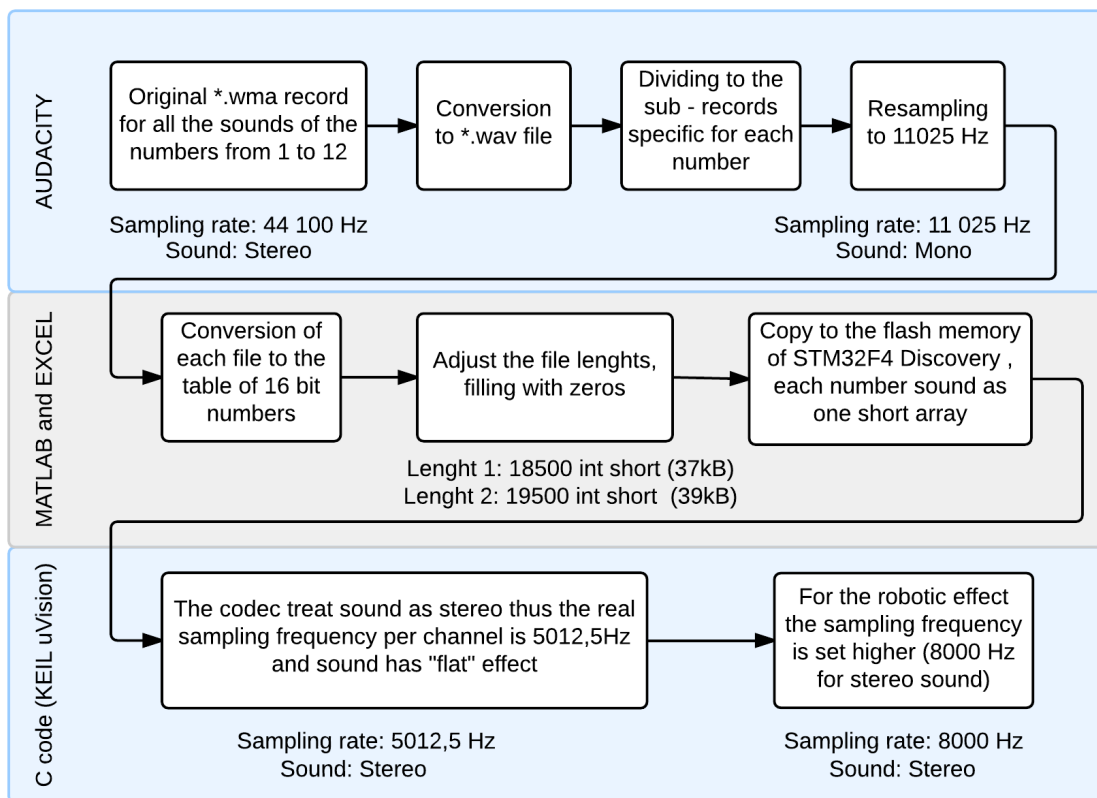 AUDACITY
Original *.wma record
for all the sounds of the
numbers from 1 to 12
Conversion
to *.wav file
Dividing to the
sub - records
specific for each
number
Resampling
to 11025 Hz
Sampling rate: 44 100 Hz
Sound: Stereo
Sampling rate: 11 025 Hz
Sound: Mono
MATLAB and EXCEL
Conversion of
each file to the
table of 16 bit
numbers
Adjust the file lenghts,
filling with zeros
Copy to the flash memory
of STM32F4 Discovery ,
each number sound as
one short array
Lenght 1: 18500 int short (37kB)
Lenght 2: 19500 int short (39kB)
C code (KEIL uVision)
The codec treat sound as stereo thus the real
sampling frequency per channel is 5012,5Hz
and sound has "flat" effect
For the robotic effect
the sampling frequency
is set higher (8000 Hz
for stereo sound)
Sampling rate: 5012,5 Hz
Sound: Stereo
Sampling rate: 8000 Hz
Sound: Stereo